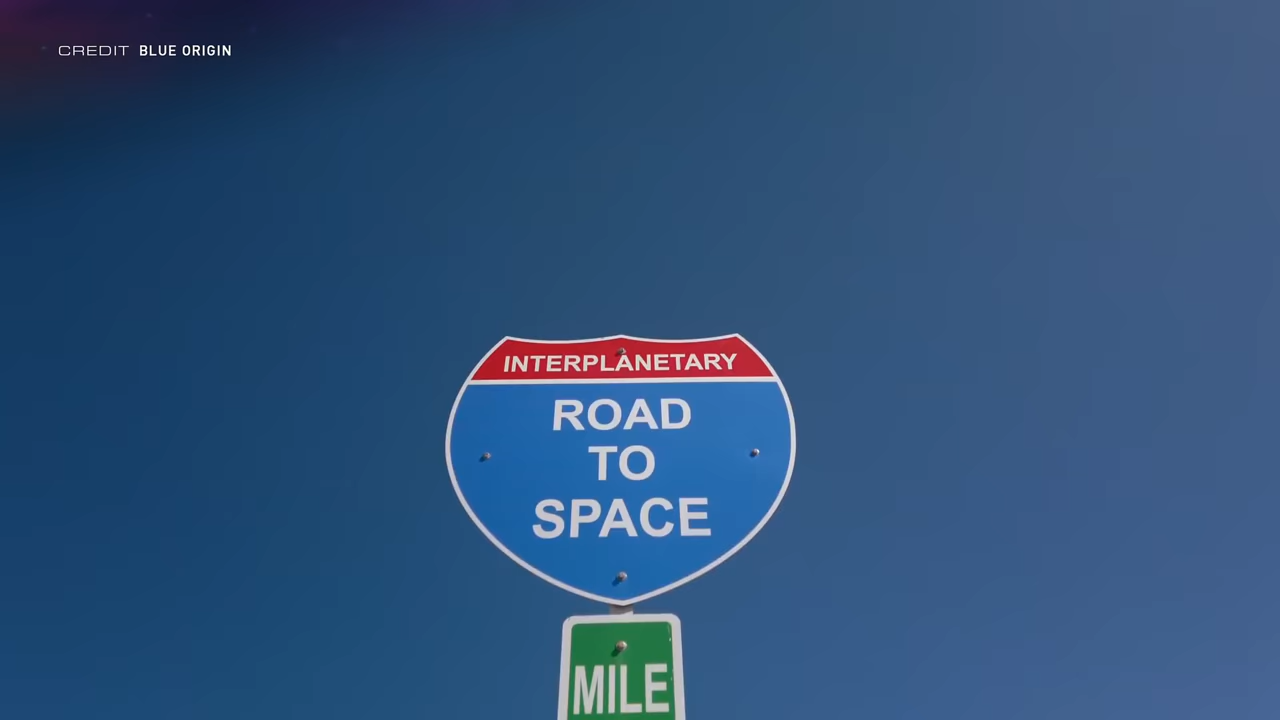 CREDIT BLUE ORIGIN
INTERPLANETARY
ROAD
TO
SPACE
MILE